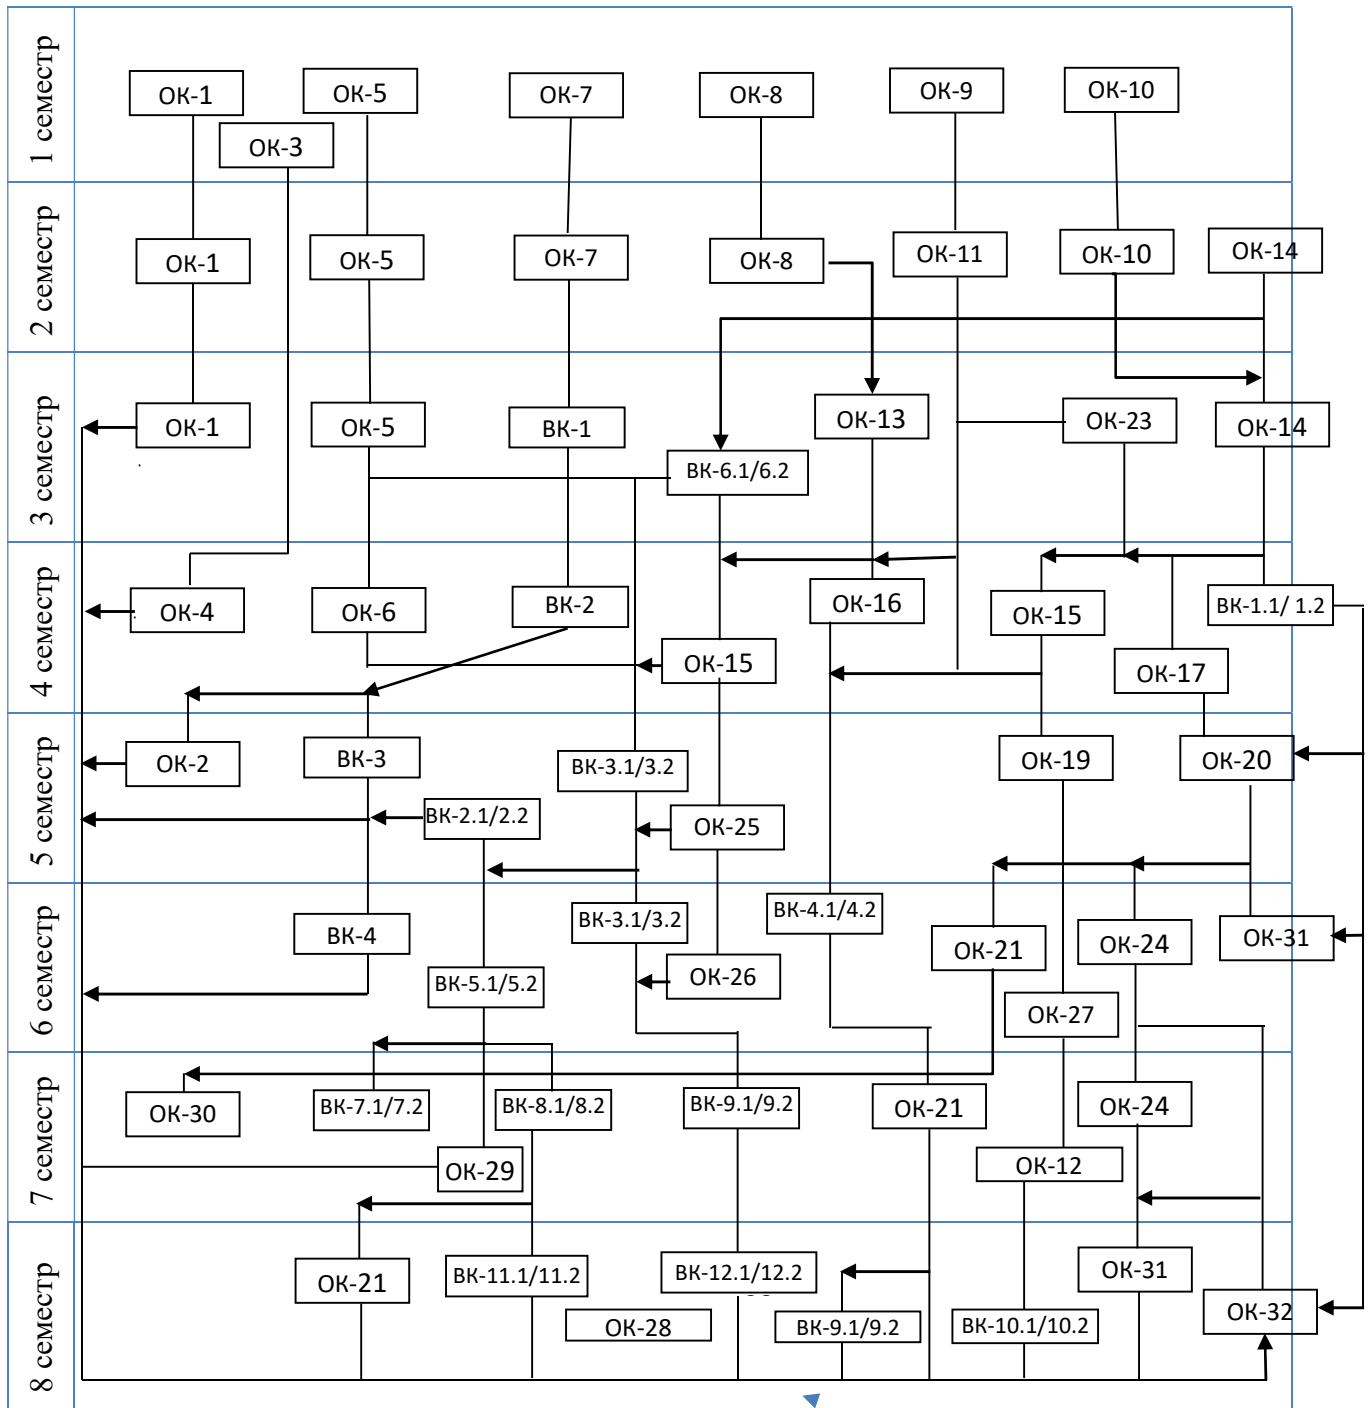 1 семестр
ОК-1
ОК-5
ОК-7
ОК-8
ОК-9
ОК-10
ОК-3
2 семестр
ОК-1
ОК-5
ОК-7
ОК-8
ОК-11
ОК-10
ОК-14
3 семестр
ОК-1
ОК-5
ВК-1
ОК-13
ОК-23
ОК-14
ВК-6.1/6.2
4 семестр
ОК-4
ОК-6
ВК-2
ОК-16
ОК-15
ВК-1.1/ 1.2
ОК-15
ОК-17
5 семестр
ОК-2
ВК-3
ВК-3.1/3.2
ОК-19
ОК-20
ВК-2.1/2.2
ОК-25
6 семестр
ВК-4
ВК-3.1/3.2
ВК-4.1/4.2
ОК-21
ОК-24
ОК-31
ВК-5.1/5.2
ОК-26
ОК-27
7 семестр
ОК-30
ВК-7.1/7.2
ВК-8.1/8.2
ВК-9.1/9.2
ОК-21
ОК-24
ОК-29
ОК-12
8 семестр
ОК-21
ВК-11.1/11.2
ВК-12.1/12.2
ОК-31
ОК-28
ВК-9.1/9.2
ВК-10.1/10.2
ОК-32